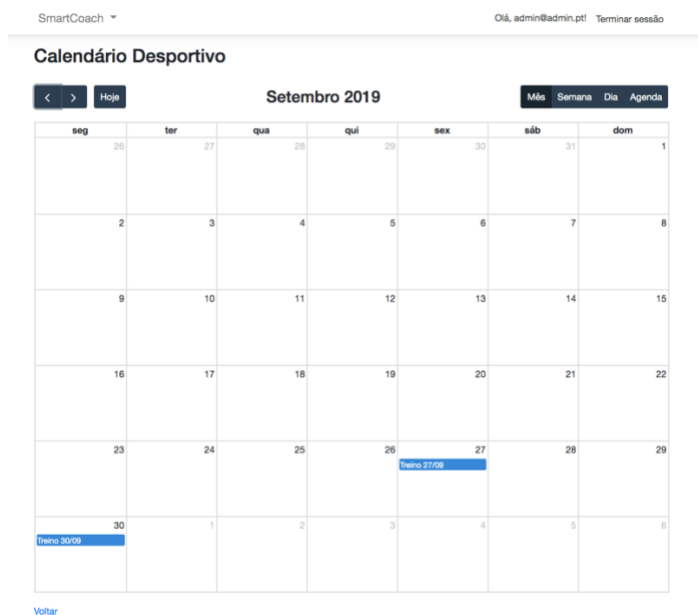 SmartCoach
Olá, admin@admin.pt! Terminar sessão
Calendário Desportivo
Hoje
Setembro 2019
Mês Semana Dia Agenda
seg ter qua qui sex sáb dom
26 27 28 29 30 31 1
2 3 4 5 6 7 8
9 10 11 12 13 14 15
16 17 18 19 20 21 22
23 24 25 26 27 28 29
Treino 27/09
30 1 2 3 4 5 6
Treino 30/09
Voltar